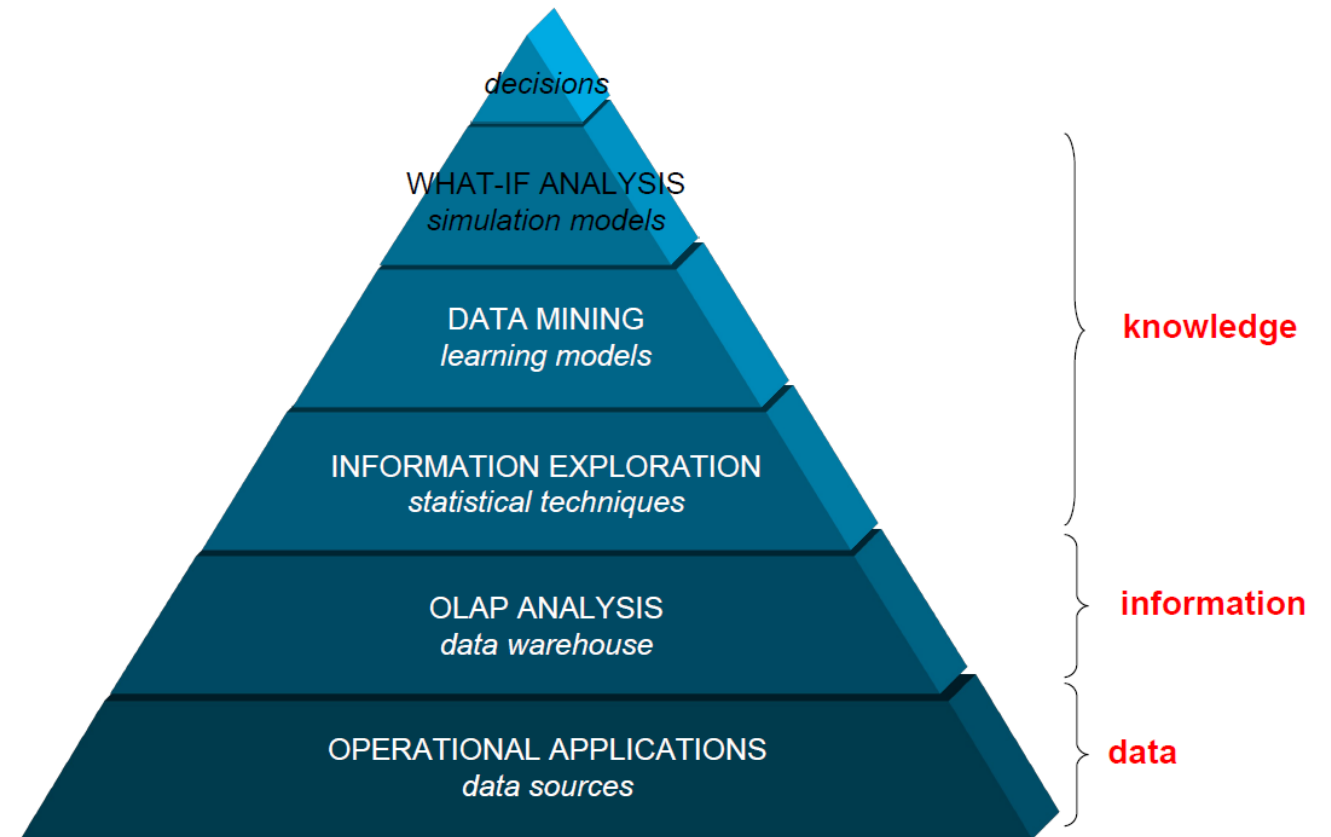 decisions
WHAT-IF ANALYSIS
simulation models
DATA MINING
learning models
knowledge
INFORMATION EXPLORATION
statistical techniques
OLAP ANALYSIS
data warehouse
information
OPERATIONAL APPLICATIONS
data sources
data